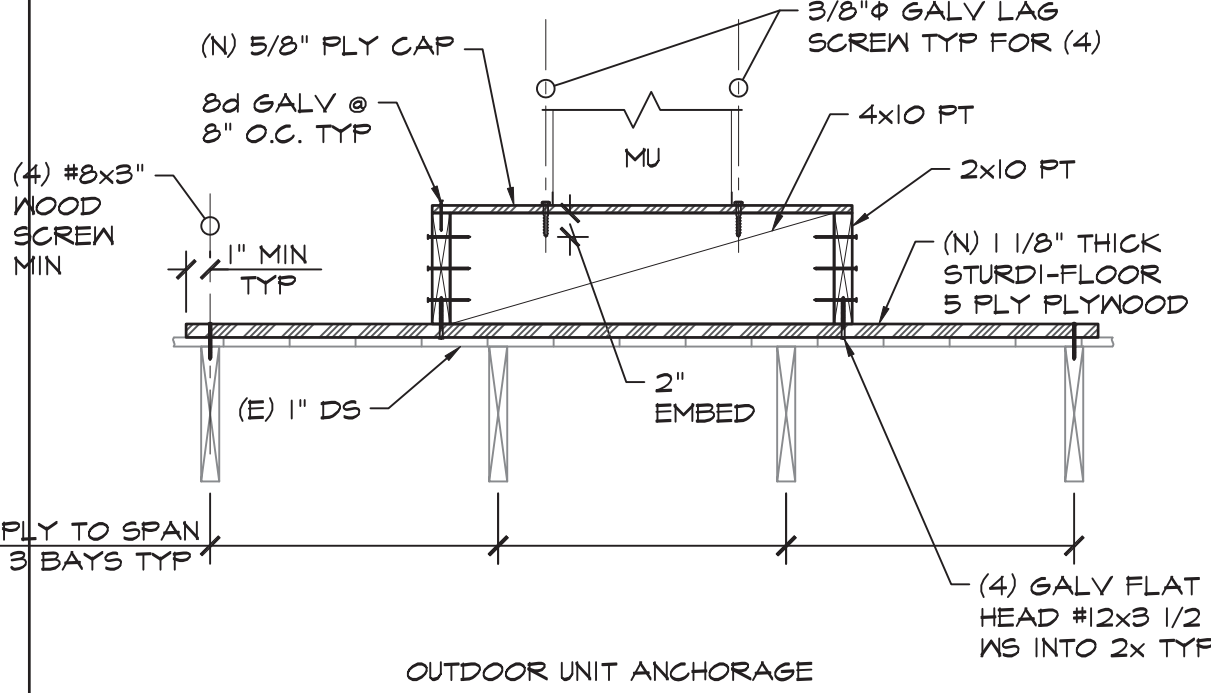 3/8"Φ GALV LAG
SCREW TYP FOR (4)
(N) 5/8" PLY CAP
8d GALV @
8" O.C. TYP
4x10 PT
MU
2x10 PT
(4) #8x3"
WOOD
SCREW
MIN
1" MIN
TYP
(N) 1 1/8" THICK
STURDI-FLOOR
5 PLY PLYWOOD
2"
EMBED
(E) 1" DS
PLY TO SPAN
3 BAYS TYP
(4) GALV FLAT
HEAD #12x3 1/2
WS INTO 2x TYP
OUTDOOR UNIT ANCHORAGE